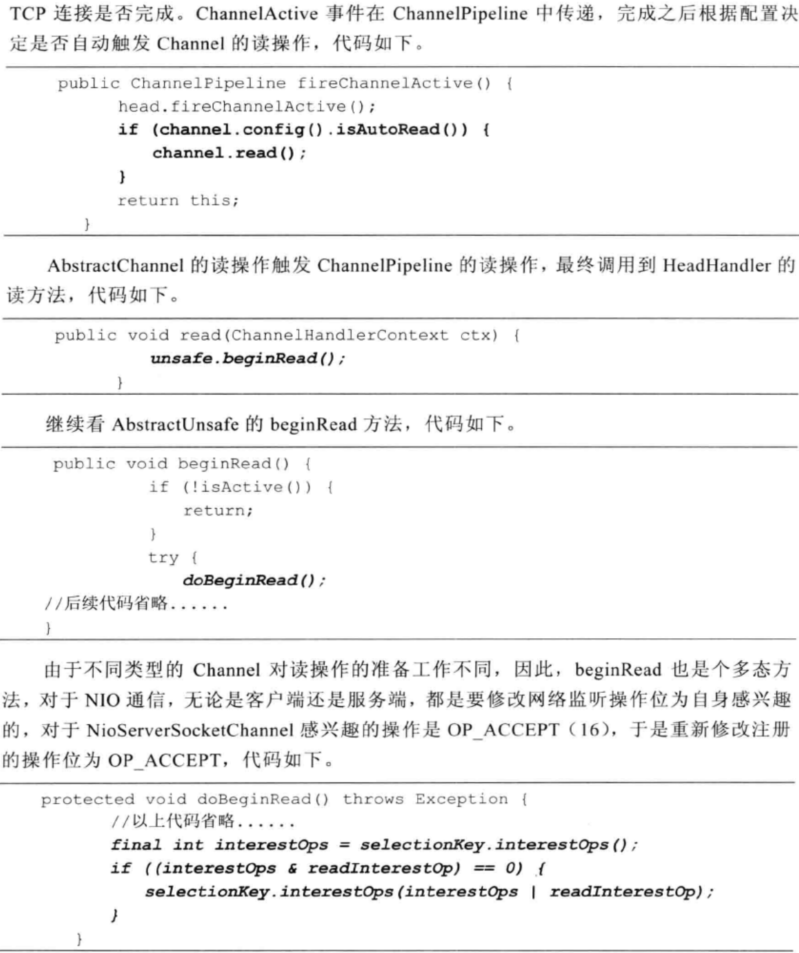 TCP 连接是否完成。ChannelActive 事件在 ChannelPipeline 中传递，完成之后根据配置决
定是否自动触发 Channel 的读操作，代码如下。
public ChannelPipeline fireChannelActive() {
head.fireChannelActive();
if (channel.config().isAutoRead()) {
channel.read();
}
return this;
}
AbstractChannel 的读操作触发 ChannelPipeline 的读操作，最终调用到 HeadHandler 的
读方法，代码如下。
public void read(ChannelHandlerContext ctx) {
unsafe.beginRead();
}
继续看 AbstractUnsafe 的 beginRead 方法，代码如下。
public void beginRead() {
if (!isActive()) {
return;
}
try {
doBeginRead();
//后续代码省略......
}
由于不同类型的 Channel 对读操作的准备工作不同，因此，beginRead 也是个多态方
法，对于 NIO 通信，无论是客户端还是服务端，都是要修改网络监听操作位为自身感兴趣
的，对于 NioServerSocketChannel 感兴趣的操作是 OP_ACCEPT（16），于是重新修改注册
的操作位为 OP_ACCEPT，代码如下。
protected void doBeginRead() throws Exception {
//以上代码省略......
final int interestOps = selectionKey.interestOps();
if ((interestOps & readInterestOp) == 0) {
selectionKey.interestOps(interestOps | readInterestOp);
}
}